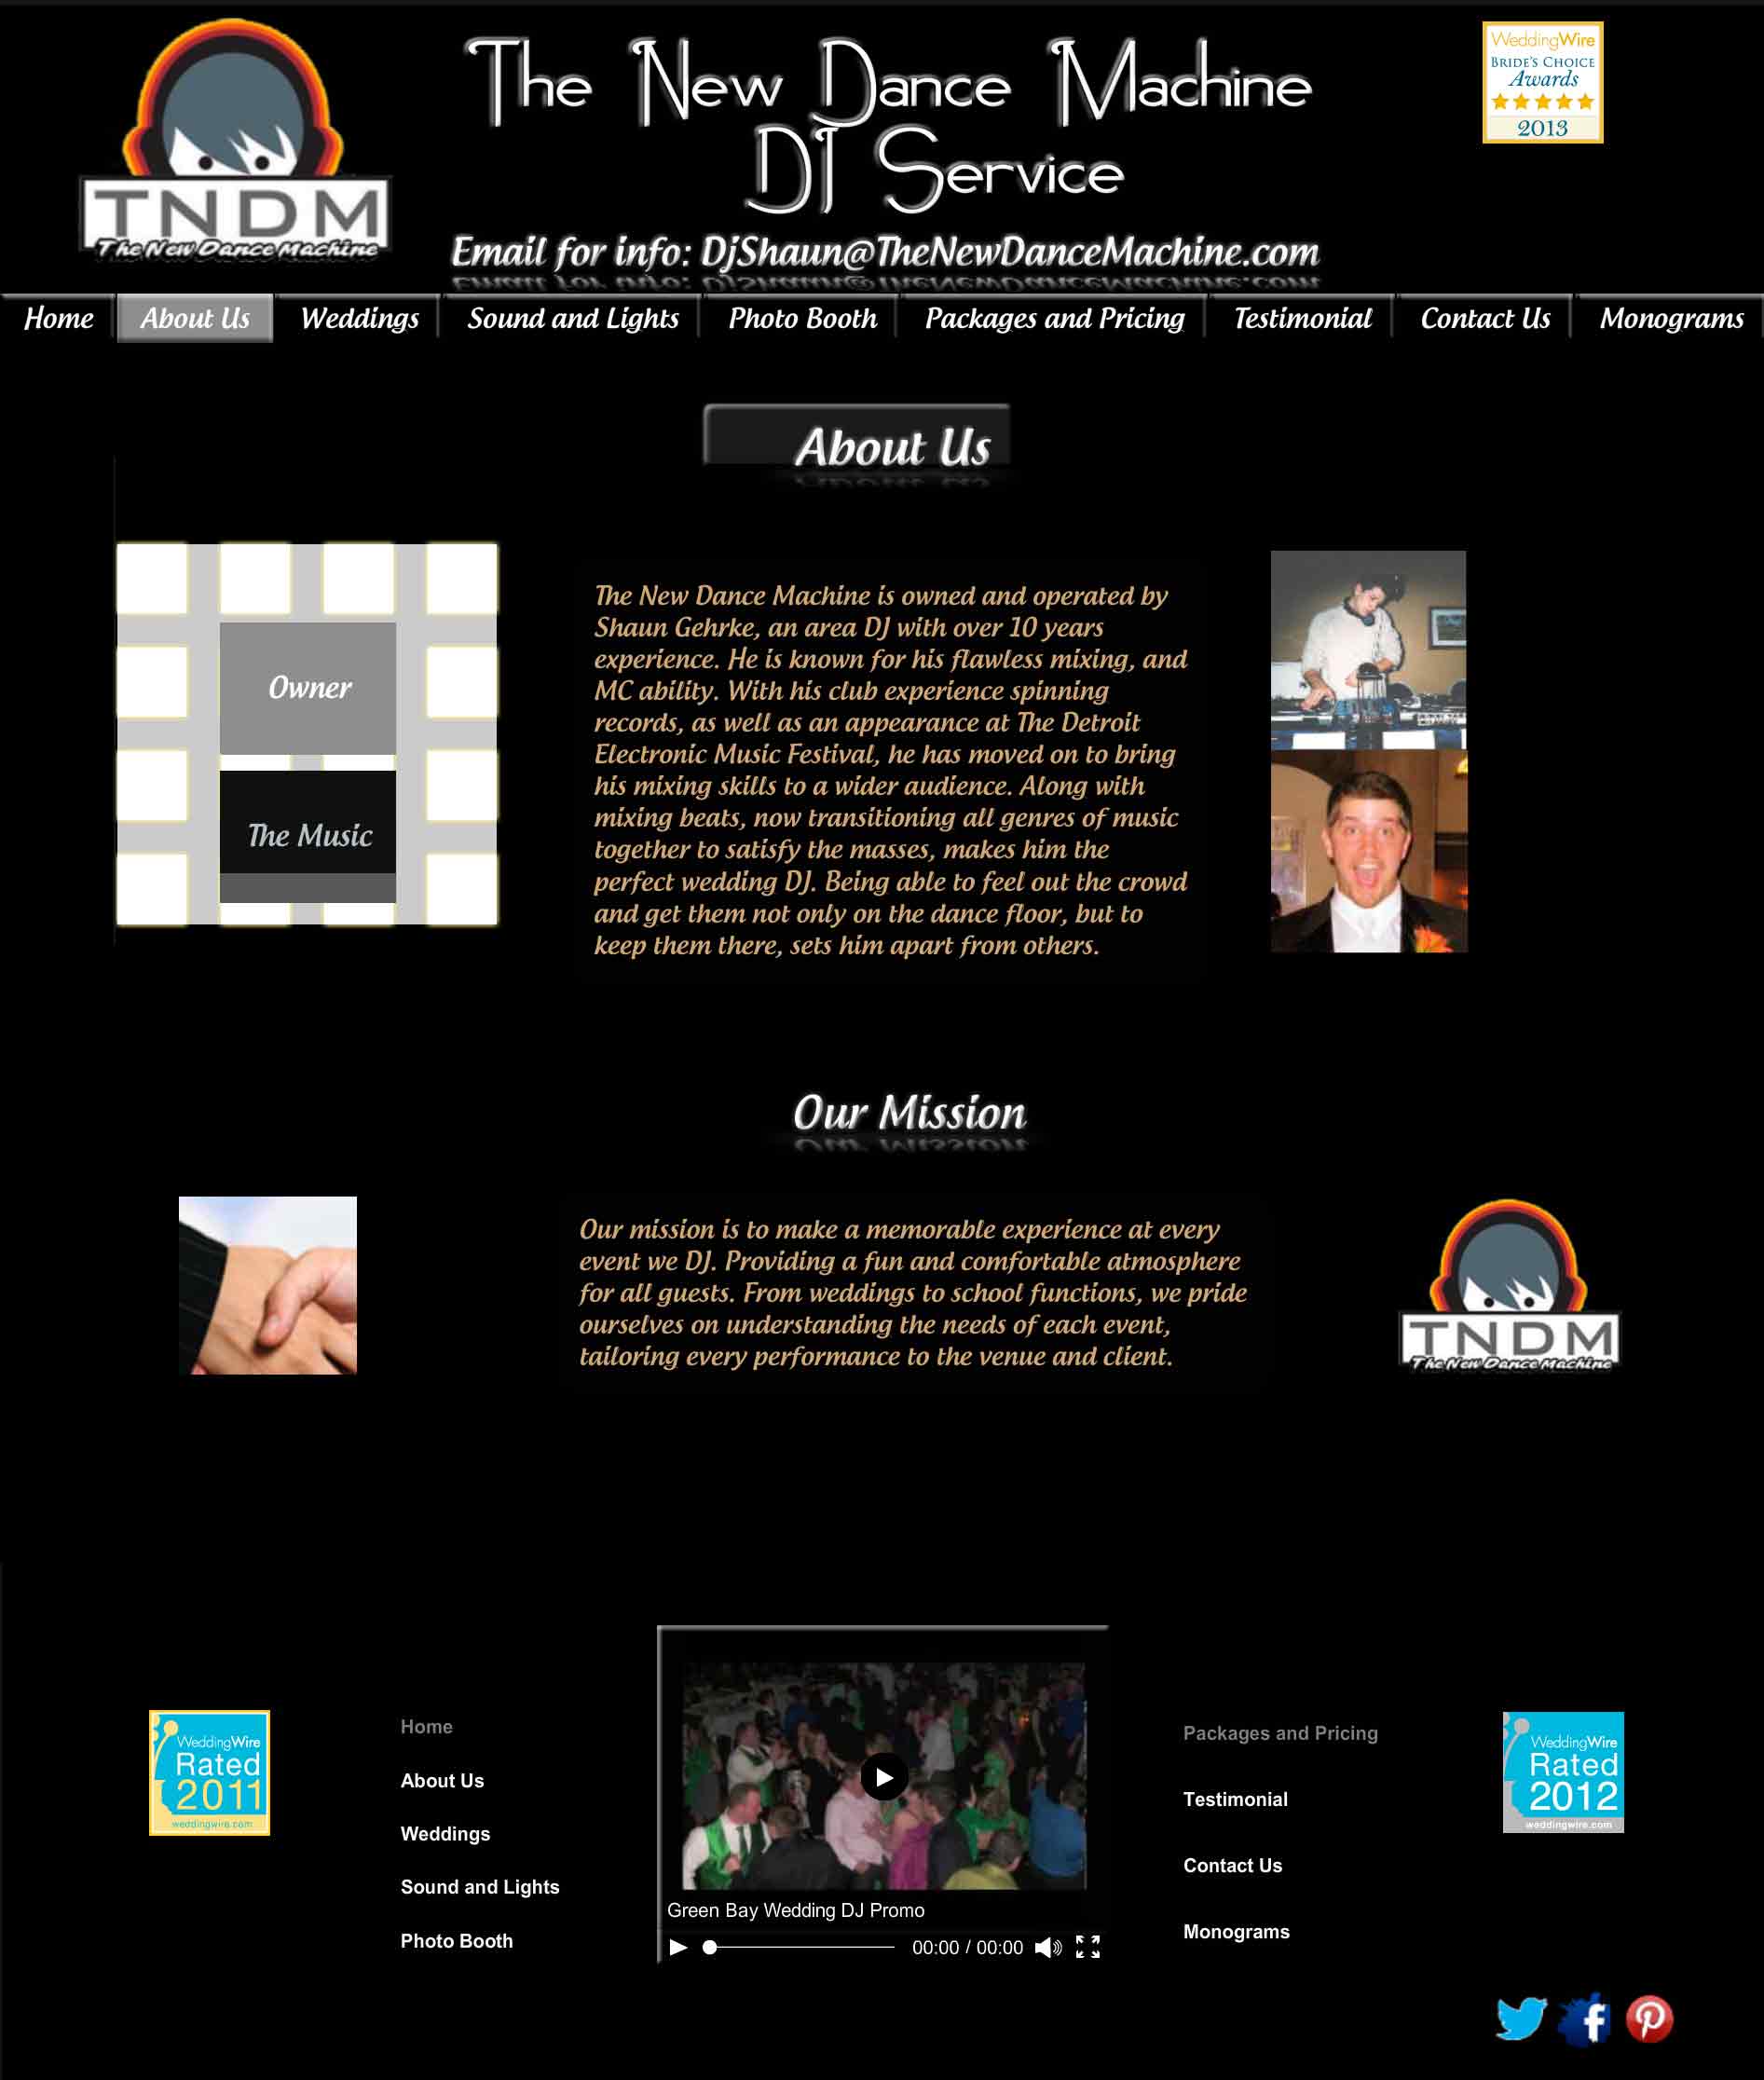 The New Dance Machine
DJ Service
Email for info: DjShaun@TheNewDanceMachine.com
TNDM
The New Dance Machine
WeddingWire
BRIDE'S CHOICE
Awards
2013
Home About Us Weddings Sound and Lights Photo Booth Packages and Pricing Testimonial Contact Us Monograms
About Us
Owner
The Music
The New Dance Machine is owned and operated by
Shaun Gehrke, an area DJ with over 10 years
experience. He is known for his flawless mixing, and
MC ability. With his club experience spinning
records, as well as an appearance at The Detroit
Electronic Music Festival, he has moved on to bring
his mixing skills to a wider audience. Along with
mixing beats, now transitioning all genres of music
together to satisfy the masses, makes him the
perfect wedding DJ. Being able to feel out the crowd
and get them not only on the dance floor, but to
keep them there, sets him apart from others.
Our Mission
Our mission is to make a memorable experience at every
event we DJ. Providing a fun and comfortable atmosphere
for all guests. From weddings to school functions, we pride
ourselves on understanding the needs of each event,
tailoring every performance to the venue and client.
TNDM
The New Dance Machine
WeddingWire
Rated
2011
weddingwire.com
Home
About Us
Weddings
Sound and Lights
Photo Booth
Green Bay Wedding DJ Promo
00:00 / 00:00
Packages and Pricing
Testimonial
Contact Us
Monograms
WeddingWire
Rated
2012
weddingwire.com